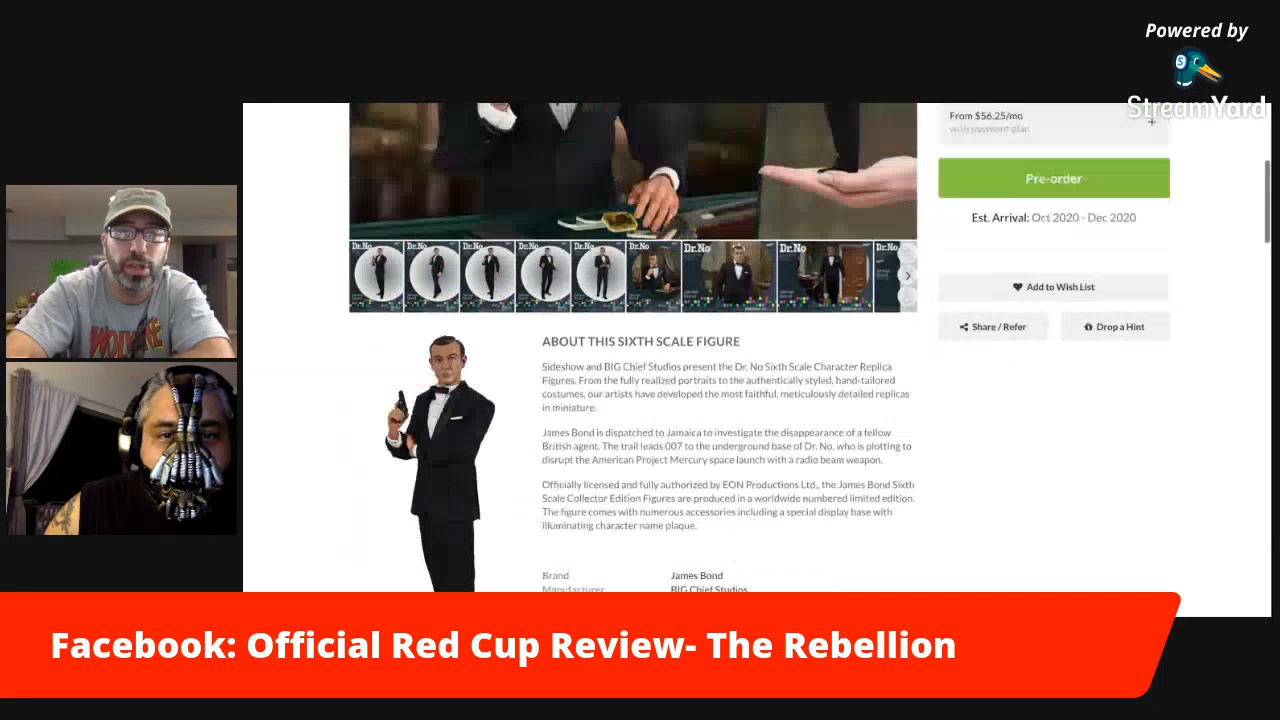 Powered by
StreamYard
From $56.25/mo
with payment plan
+
Pre-order
Est. Arrival: Oct 2020 - Dec 2020
Add to Wish List
Share / Refer
Drop a Hint
Dr.No
Dr.No
Dr.No
Dr.No
Dr.No
Dr.No
Dr.No
Dr.No
Dr.No
ABOUT THIS SIXTH SCALE FIGURE
Sideshow and BIG Chief Studios present the Dr. No Sixth Scale Character Replica
Figures. From the fully realized portraits to the authentically styled, hand-tailored
costumes, our artists have developed the most faithful, meticulously detailed replicas
in miniature.
James Bond is dispatched to Jamaica to investigate the disappearance of a fellow
British agent. The trail leads 007 to the underground base of Dr. No, who is plotting to
disrupt the American Project Mercury space launch with a radio beam weapon.
Officially licensed and fully authorized by EON Productions Ltd., the James Bond Sixth
Scale Collector Edition Figures are produced in a worldwide numbered limited edition.
The figure comes with numerous accessories including a special display base with
illuminating character name plaque.
Brand James Bond
Manufacturer BIG Chief Studios
WOLVERINE
Facebook: Official Red Cup Review- The Rebellion